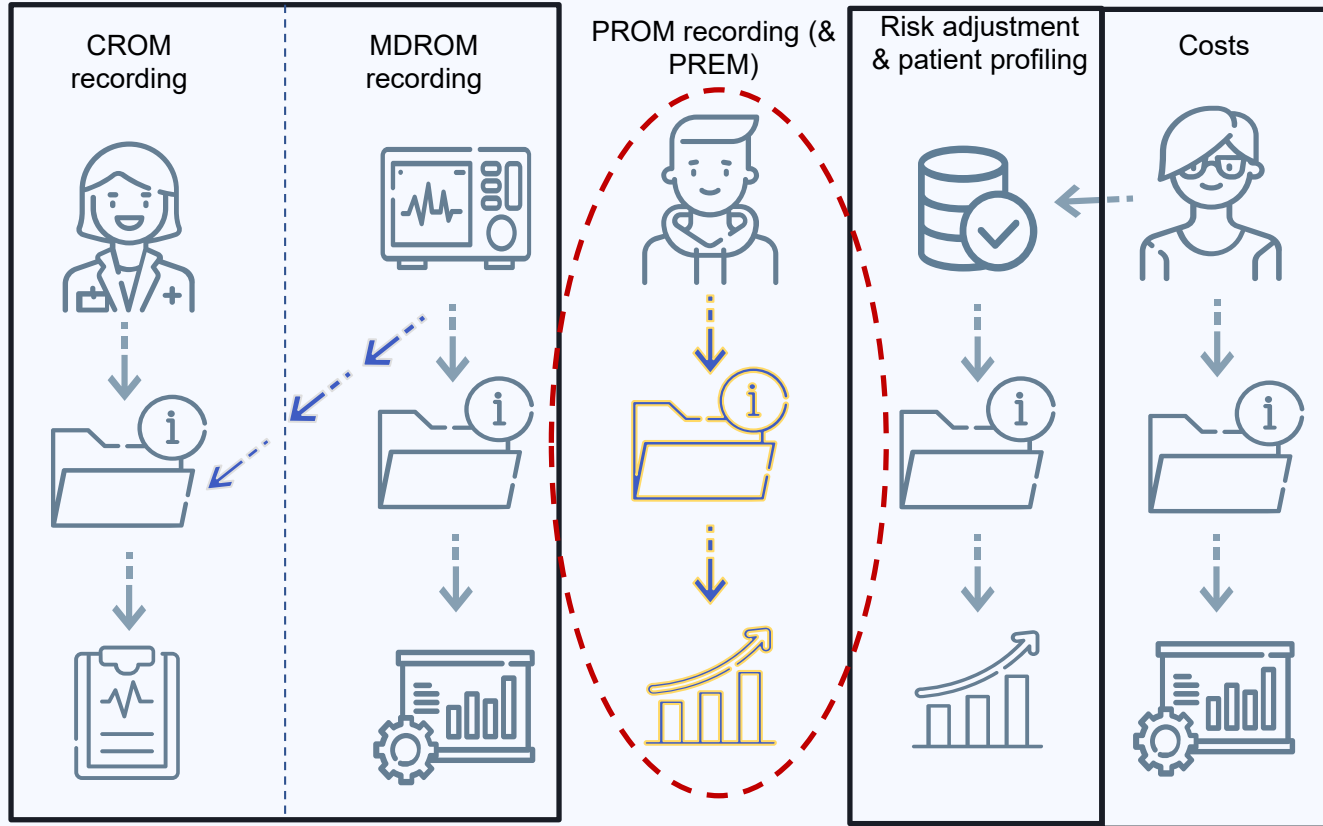 CROM
recording
MDROM
recording
PROM recording (&
PREM)
Risk adjustment
& patient profiling
Costs
i
i
i
i
i